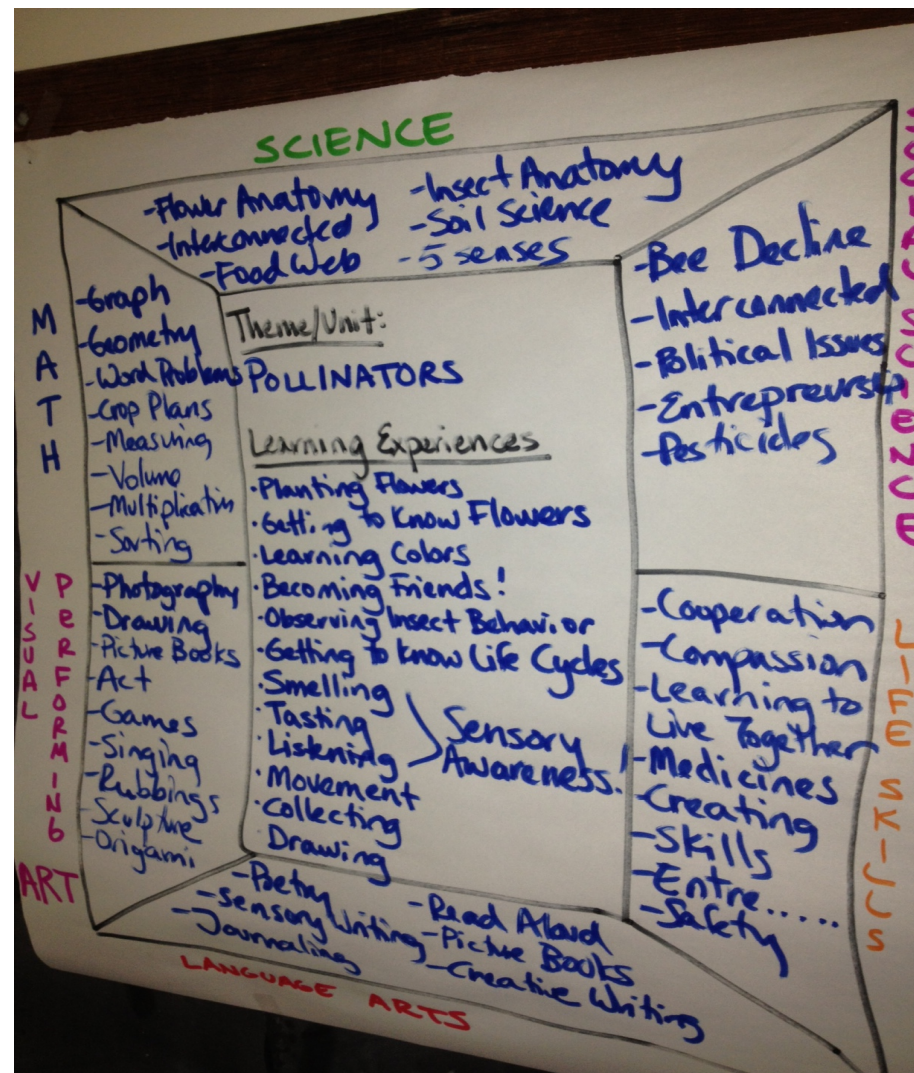 SCIENCE
-Flower Anatomy
-Interconnected
-Food Web
-Insect Anatomy
-Soil Science
-5 senses
MATH
-Graph
-Geometry
-Word Problems
-Crop Plans
-Measuring
-Volume
-Multiplication
-Sorting
Theme/Unit:
POLLINATORS
Learning Experiences
·Planting Flowers
·Getting to Know Flowers
·Learning Colors
·Becoming Friends!
·Observing Insect Behavior
·Getting to Know Life Cycles
·Smelling
·Tasting
·Listening
·Movement
·Collecting
·Drawing
Sensory
Awareness!
SOCIAL SCIENCE
-Bee Decline
-Interconnected
-Political Issues
-Entrepreurship
-Pesticides
VISUAL
PERFORMING
ART
-Photography
-Drawing
-Picture Books
-Act
-Games
-Singing
-Rubbings
-Sculpture
-Origami
LIFE SKILLS
-Cooperation
-Compassion
-Learning to
Live Together
-Medicines
-Creating
-Skills
-Entre.....
-Safety
-Poetry
-Sensory Writing
-Journaling
-Read Aloud
-Picture Books
-Creative Writing
LANGUAGE ARTS